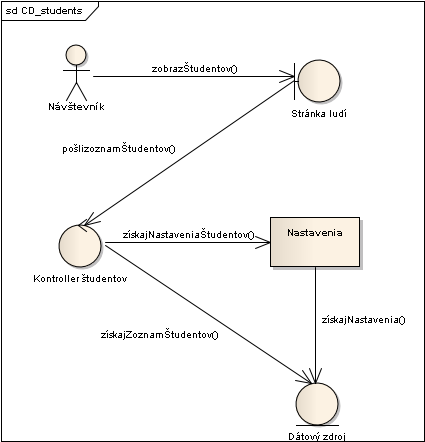 sd CD_students
zobrazŠtudentov()
Návštevník
Stránka ludí
pošlizoznamŠtudentov()
získajNastaveniaŠtudentov()
Nastavenia
Kontroller študentov
získajNastavenia()
získajZoznamŠtudentov()
Dátový zdroj